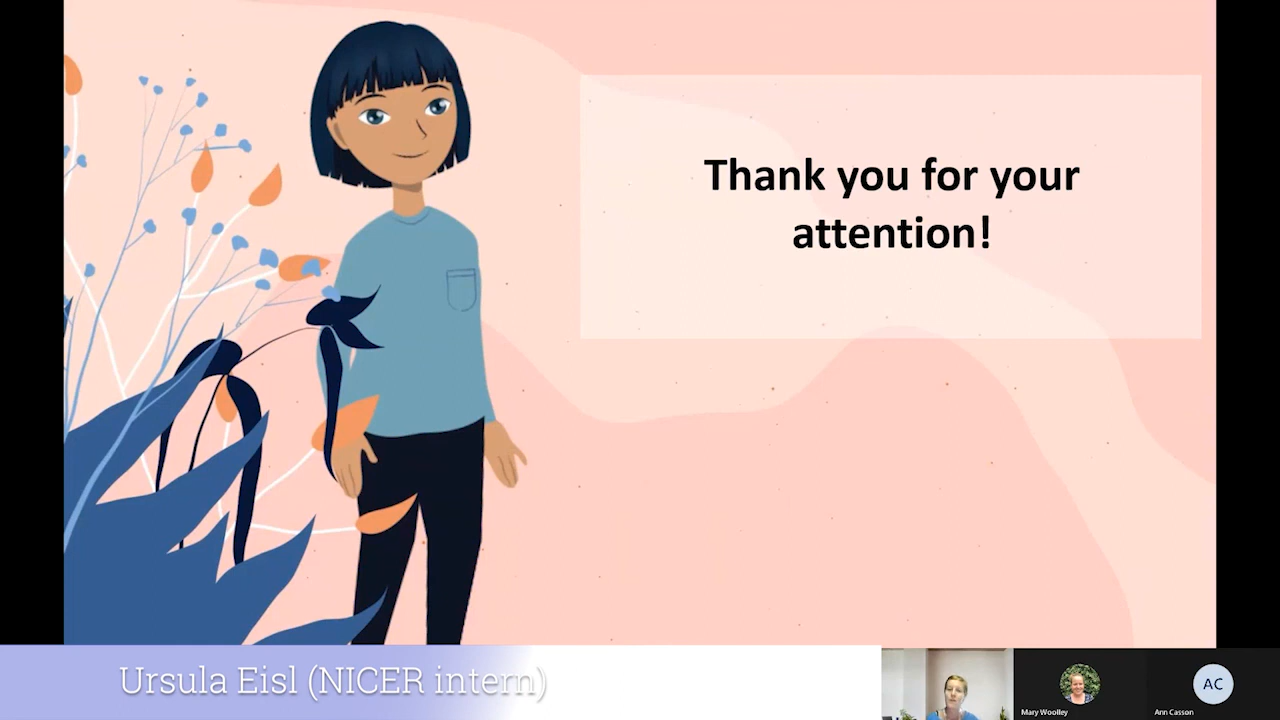 Thank you for your
attention!
Ursula Eisl (NICER intern)
Mary Woolley
AC
Ann Casson